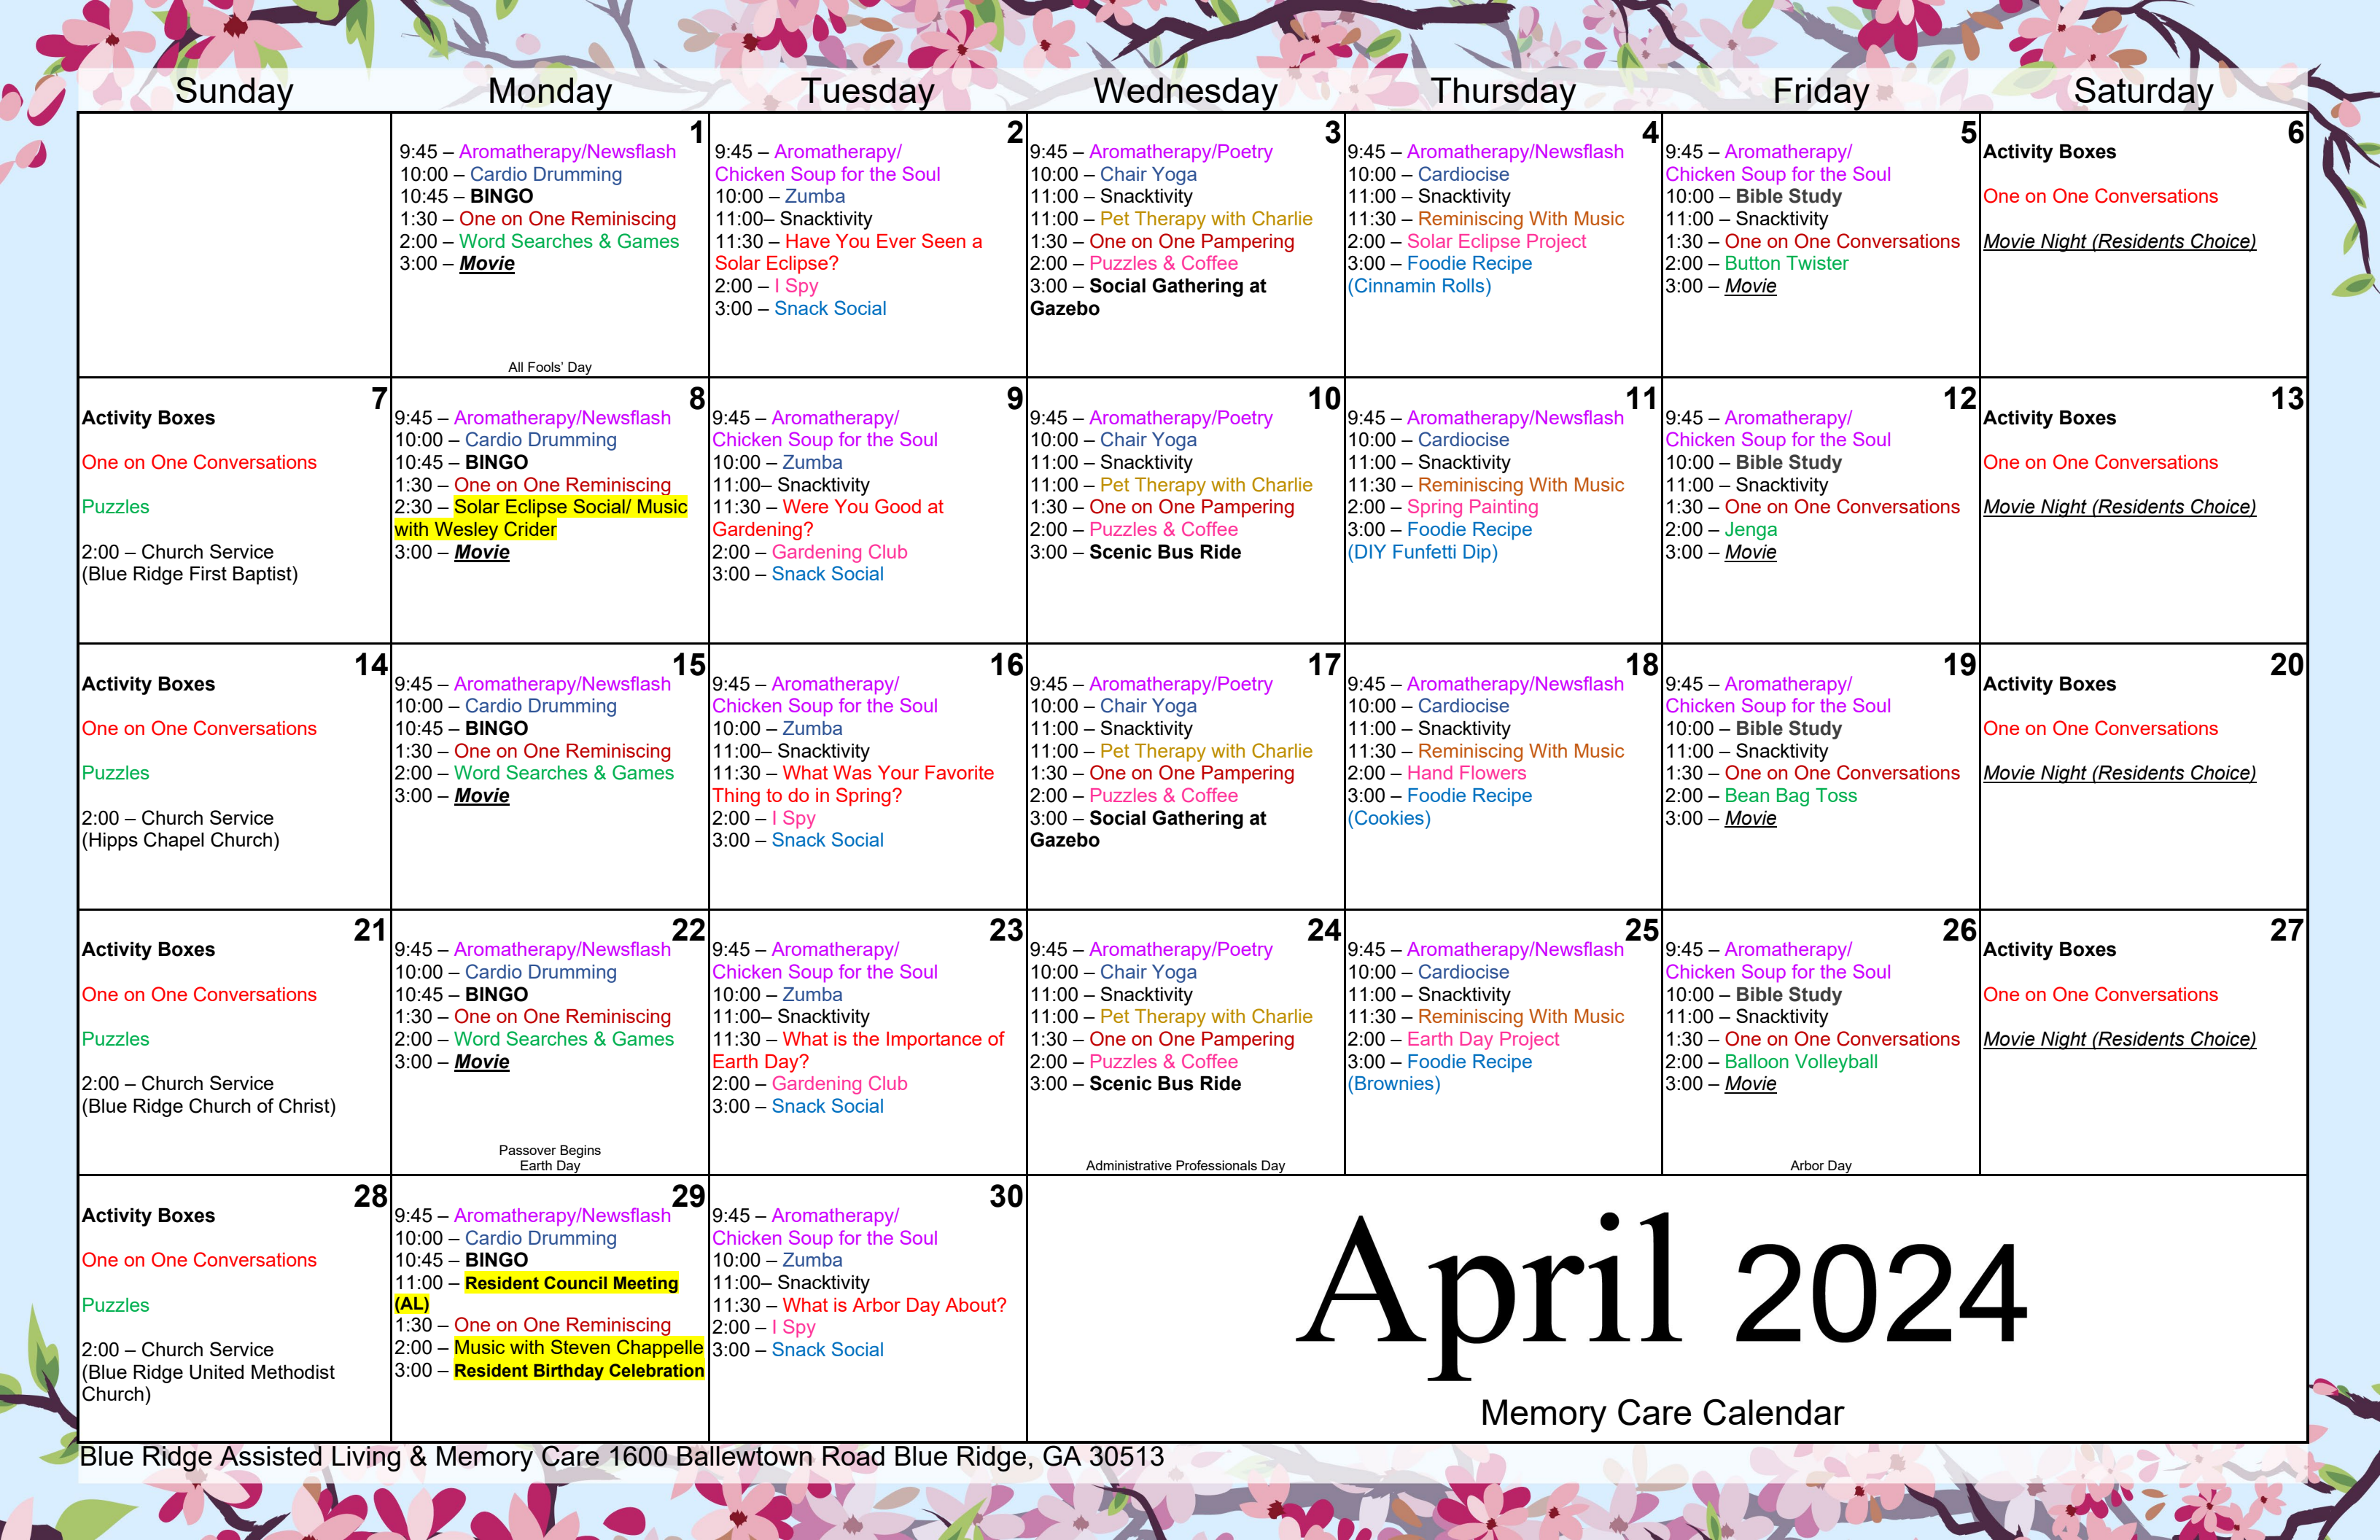 Sunday
Monday
Tuesday
Wednesday
Thursday
Friday
Saturday
1
9:45 – Aromatherapy/Newsflash
10:00 – Cardio Drumming
10:45 – BINGO
1:30 – One on One Reminiscing
2:00 – Word Searches & Games
3:00 – Movie
All Fools' Day
2
9:45 – Aromatherapy/
Chicken Soup for the Soul
10:00 – Zumba
11:00– Snacktivity
11:30 – Have You Ever Seen a
Solar Eclipse?
2:00 – I Spy
3:00 – Snack Social
3
9:45 – Aromatherapy/Poetry
10:00 – Chair Yoga
11:00 – Snacktivity
11:00 – Pet Therapy with Charlie
1:30 – One on One Pampering
2:00 – Puzzles & Coffee
3:00 – Social Gathering at
Gazebo
4
9:45 – Aromatherapy/Newsflash
10:00 – Cardiocise
11:00 – Snacktivity
11:30 – Reminiscing With Music
2:00 – Solar Eclipse Project
3:00 – Foodie Recipe
(Cinnamin Rolls)
5
9:45 – Aromatherapy/
Chicken Soup for the Soul
10:00 – Bible Study
11:00 – Snacktivity
1:30 – One on One Conversations
2:00 – Button Twister
3:00 – Movie
6
Activity Boxes
One on One Conversations
Movie Night (Residents Choice)
7
Activity Boxes
One on One Conversations
Puzzles
2:00 – Church Service
(Blue Ridge First Baptist)
8
9:45 – Aromatherapy/Newsflash
10:00 – Cardio Drumming
10:45 – BINGO
1:30 – One on One Reminiscing
2:30 – Solar Eclipse Social/ Music
with Wesley Crider
3:00 – Movie
9
9:45 – Aromatherapy/
Chicken Soup for the Soul
10:00 – Zumba
11:00– Snacktivity
11:30 – Were You Good at
Gardening?
2:00 – Gardening Club
3:00 – Snack Social
10
9:45 – Aromatherapy/Poetry
10:00 – Chair Yoga
11:00 – Snacktivity
11:00 – Pet Therapy with Charlie
1:30 – One on One Pampering
2:00 – Puzzles & Coffee
3:00 – Scenic Bus Ride
11
9:45 – Aromatherapy/Newsflash
10:00 – Cardiocise
11:00 – Snacktivity
11:30 – Reminiscing With Music
2:00 – Spring Painting
3:00 – Foodie Recipe
(DIY Funfetti Dip)
12
9:45 – Aromatherapy/
Chicken Soup for the Soul
10:00 – Bible Study
11:00 – Snacktivity
1:30 – One on One Conversations
2:00 – Jenga
3:00 – Movie
13
Activity Boxes
One on One Conversations
Movie Night (Residents Choice)
14
Activity Boxes
One on One Conversations
Puzzles
2:00 – Church Service
(Hipps Chapel Church)
15
9:45 – Aromatherapy/Newsflash
10:00 – Cardio Drumming
10:45 – BINGO
1:30 – One on One Reminiscing
2:00 – Word Searches & Games
3:00 – Movie
16
9:45 – Aromatherapy/
Chicken Soup for the Soul
10:00 – Zumba
11:00– Snacktivity
11:30 – What Was Your Favorite
Thing to do in Spring?
2:00 – I Spy
3:00 – Snack Social
17
9:45 – Aromatherapy/Poetry
10:00 – Chair Yoga
11:00 – Snacktivity
11:00 – Pet Therapy with Charlie
1:30 – One on One Pampering
2:00 – Puzzles & Coffee
3:00 – Social Gathering at
Gazebo
18
9:45 – Aromatherapy/Newsflash
10:00 – Cardiocise
11:00 – Snacktivity
11:30 – Reminiscing With Music
2:00 – Hand Flowers
3:00 – Foodie Recipe
(Cookies)
19
9:45 – Aromatherapy/
Chicken Soup for the Soul
10:00 – Bible Study
11:00 – Snacktivity
1:30 – One on One Conversations
2:00 – Bean Bag Toss
3:00 – Movie
20
Activity Boxes
One on One Conversations
Movie Night (Residents Choice)
21
Activity Boxes
One on One Conversations
Puzzles
2:00 – Church Service
(Blue Ridge Church of Christ)
22
9:45 – Aromatherapy/Newsflash
10:00 – Cardio Drumming
10:45 – BINGO
1:30 – One on One Reminiscing
2:00 – Word Searches & Games
3:00 – Movie
Passover Begins
Earth Day
23
9:45 – Aromatherapy/
Chicken Soup for the Soul
10:00 – Zumba
11:00– Snacktivity
11:30 – What is the Importance of
Earth Day?
2:00 – Gardening Club
3:00 – Snack Social
24
9:45 – Aromatherapy/Poetry
10:00 – Chair Yoga
11:00 – Snacktivity
11:00 – Pet Therapy with Charlie
1:30 – One on One Pampering
2:00 – Puzzles & Coffee
3:00 – Scenic Bus Ride
Administrative Professionals Day
25
9:45 – Aromatherapy/Newsflash
10:00 – Cardiocise
11:00 – Snacktivity
11:30 – Reminiscing With Music
2:00 – Earth Day Project
3:00 – Foodie Recipe
(Brownies)
26
9:45 – Aromatherapy/
Chicken Soup for the Soul
10:00 – Bible Study
11:00 – Snacktivity
1:30 – One on One Conversations
2:00 – Balloon Volleyball
3:00 – Movie
Arbor Day
27
Activity Boxes
One on One Conversations
Movie Night (Residents Choice)
28
Activity Boxes
One on One Conversations
Puzzles
2:00 – Church Service
(Blue Ridge United Methodist
Church)
29
9:45 – Aromatherapy/Newsflash
10:00 – Cardio Drumming
10:45 – BINGO
11:00 – Resident Council Meeting
(AL)
1:30 – One on One Reminiscing
2:00 – Music with Steven Chappelle
3:00 – Resident Birthday Celebration
30
9:45 – Aromatherapy/
Chicken Soup for the Soul
10:00 – Zumba
11:00– Snacktivity
11:30 – What is Arbor Day About?
2:00 – I Spy
3:00 – Snack Social
April 2024
Memory Care Calendar
Blue Ridge Assisted Living & Memory Care 1600 Ballewtown Road Blue Ridge, GA 30513